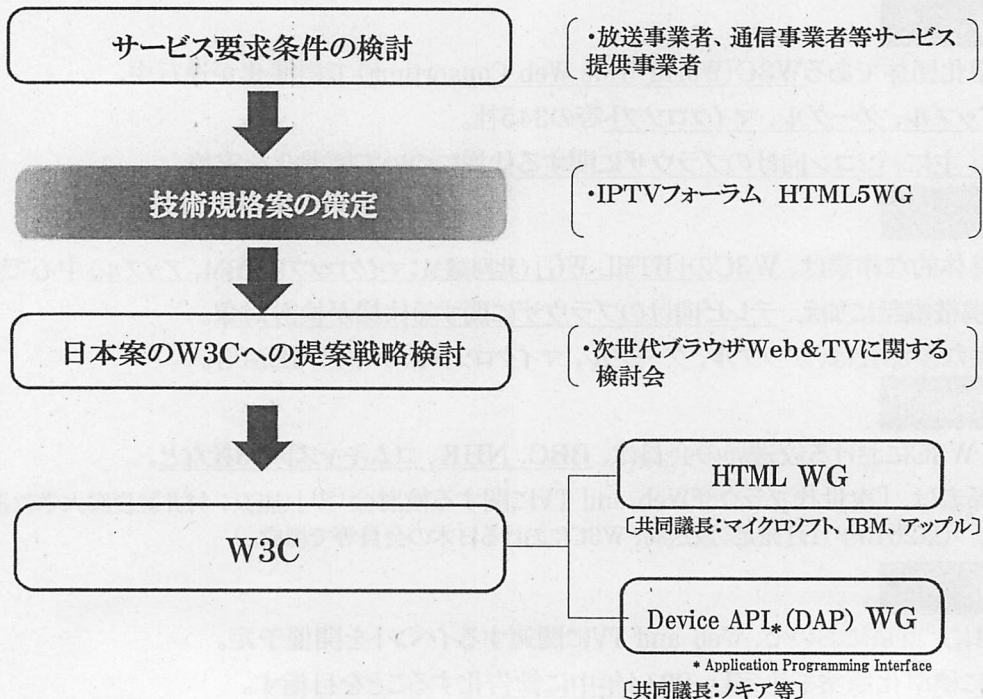 サービス要求条件の検討
・放送事業者、通信事業者等サービス
提供事業者
技術規格案の策定
・IPTVフォーラム HTML5WG
日本案のW3Cへの提案戦略検討
・次世代ブラウザWeb&TVに関する
検討会
W3C
HTML WG
〔共同議長:マイクロソフト、IBM、アップル〕
Device API*(DAP) WG
* Application Programming Interface
〔共同議長:ノキア等〕